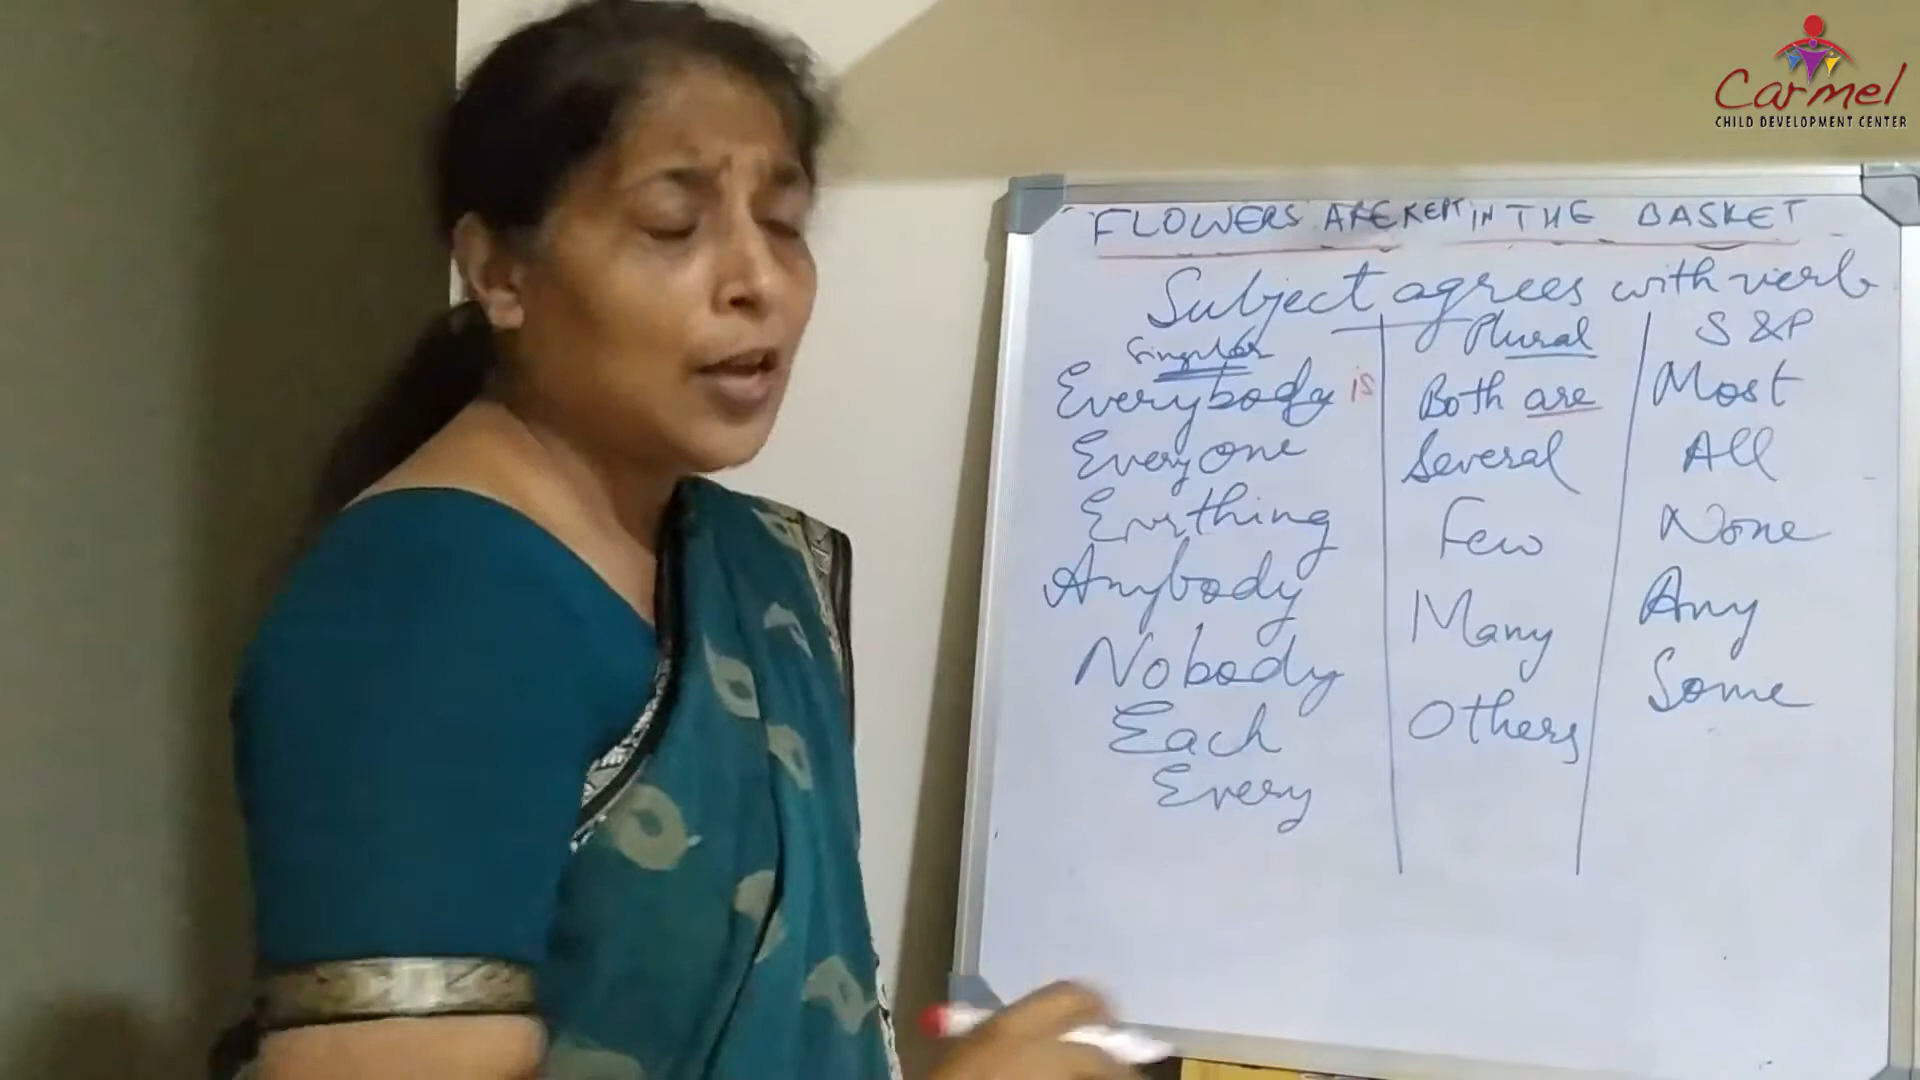 Carmel
CHILD DEVELOPMENT CENTER
FLOWERS ARE KEPT IN THE BASKET
Subject agrees with verb
Singular Plural S & P
Everybody is Both are Most
Everyone Several All
Evrthing Few None
Anybody Many Any
Nobody Others Some
Each
Every